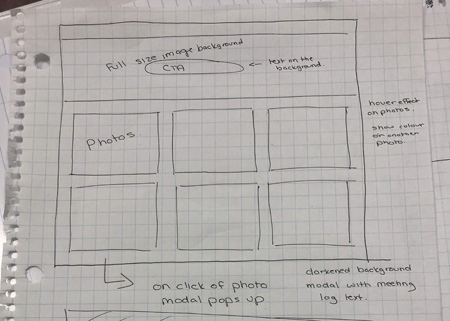 Full size image background
CTA
← text on the
background.
Photos
hover effect
on photos.
show colour
or another
photo.
on click of photo
modal pops up
darkened background
modal with meeting
log text.